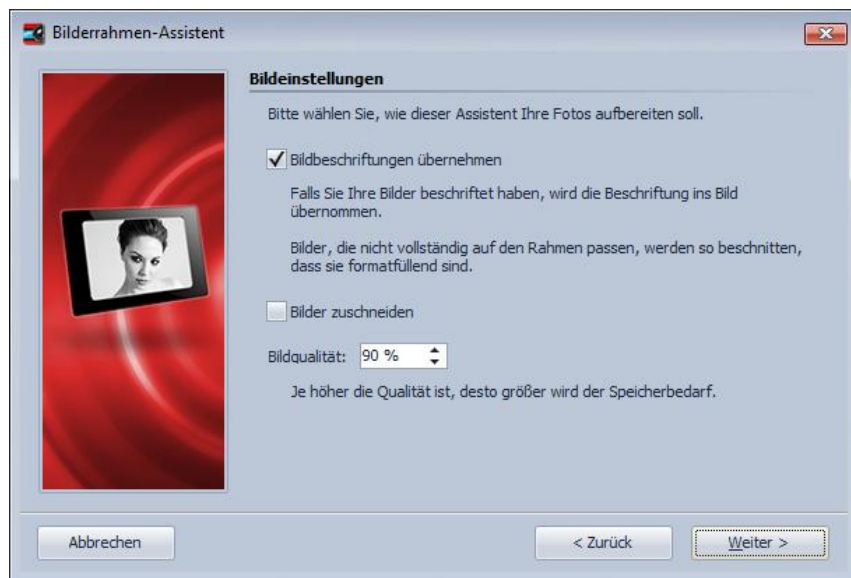 Bilderrahmen-Assistent
Bildeinstellungen
Bitte wählen Sie, wie dieser Assistent Ihre Fotos aufbereiten soll.
Bildbeschriftungen übernehmen
Falls Sie Ihre Bilder beschriftet haben, wird die Beschriftung ins Bild
übernommen.
Bilder, die nicht vollständig auf den Rahmen passen, werden so beschnitten,
dass sie formatfüllend sind.
Bilder zuschneiden
Bildqualität: 90 %
Je höher die Qualität ist, desto größer wird der Speicherbedarf.
Abbrechen
< Zurück
Weiter >